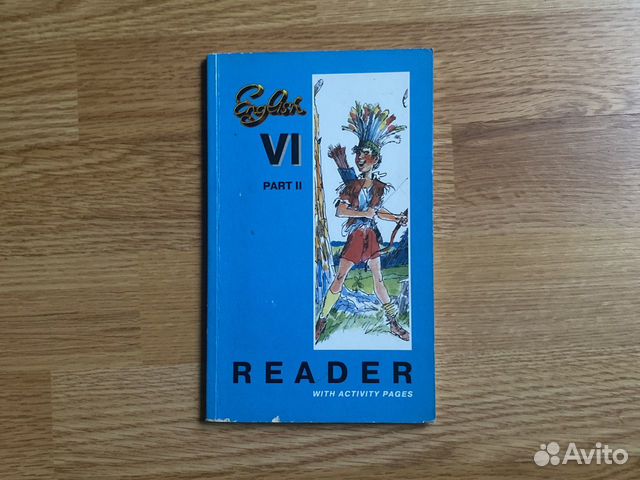 English
VI
PART II
READER
WITH ACTIVITY PAGES
Avito